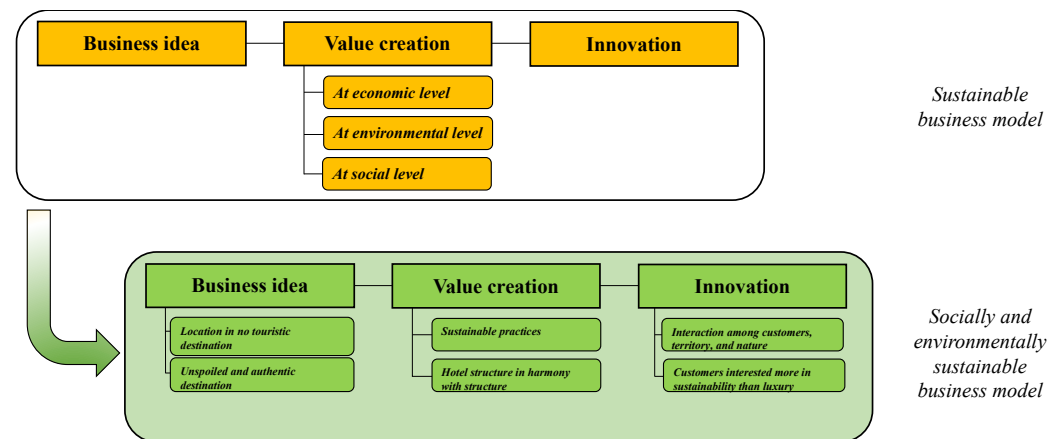 Business idea
Value creation
Innovation
At economic level
At environmental level
At social level
Sustainable
business model
Business idea
Value creation
Innovation
Location in no touristic
destination
Unspoiled and authentic
destination
Sustainable practices
Hotel structure in harmony
with structure
Interaction among customers,
territory, and nature
Customers interested more in
sustainability than luxury
Socially and
environmentally
sustainable
business model